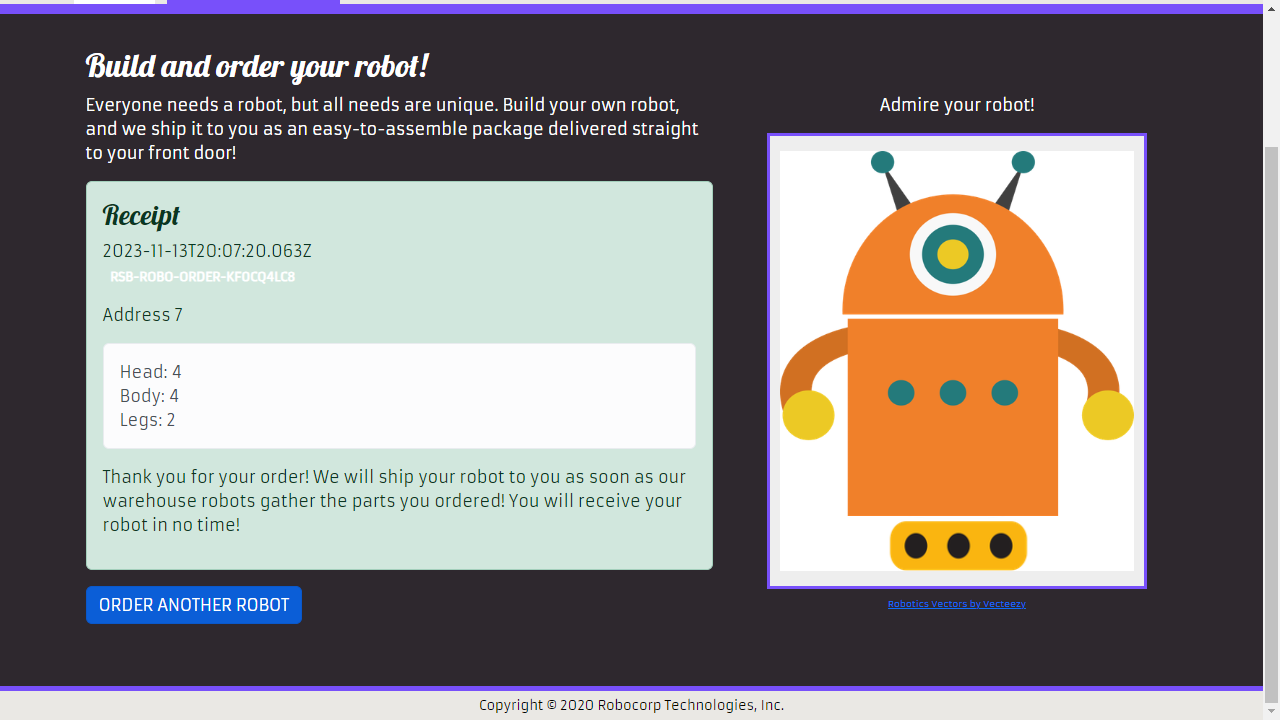 Build and order your robot!
Everyone needs a robot, but all needs are unique. Build your own robot,
and we ship it to you as an easy-to-assemble package delivered straight
to your front door!
Receipt
2023-11-13T20:07:20.063Z
RSB-ROBO-ORDER-KF0CQ4LC8
Address 7
Head: 4
Body: 4
Legs: 2
Thank you for your order! We will ship your robot to you as soon as our
warehouse robots gather the parts you ordered! You will receive your
robot in no time!
ORDER ANOTHER ROBOT
Admire your robot!
Robotics Vectors by Vecteezy
Copyright © 2020 Robocorp Technologies, Inc.